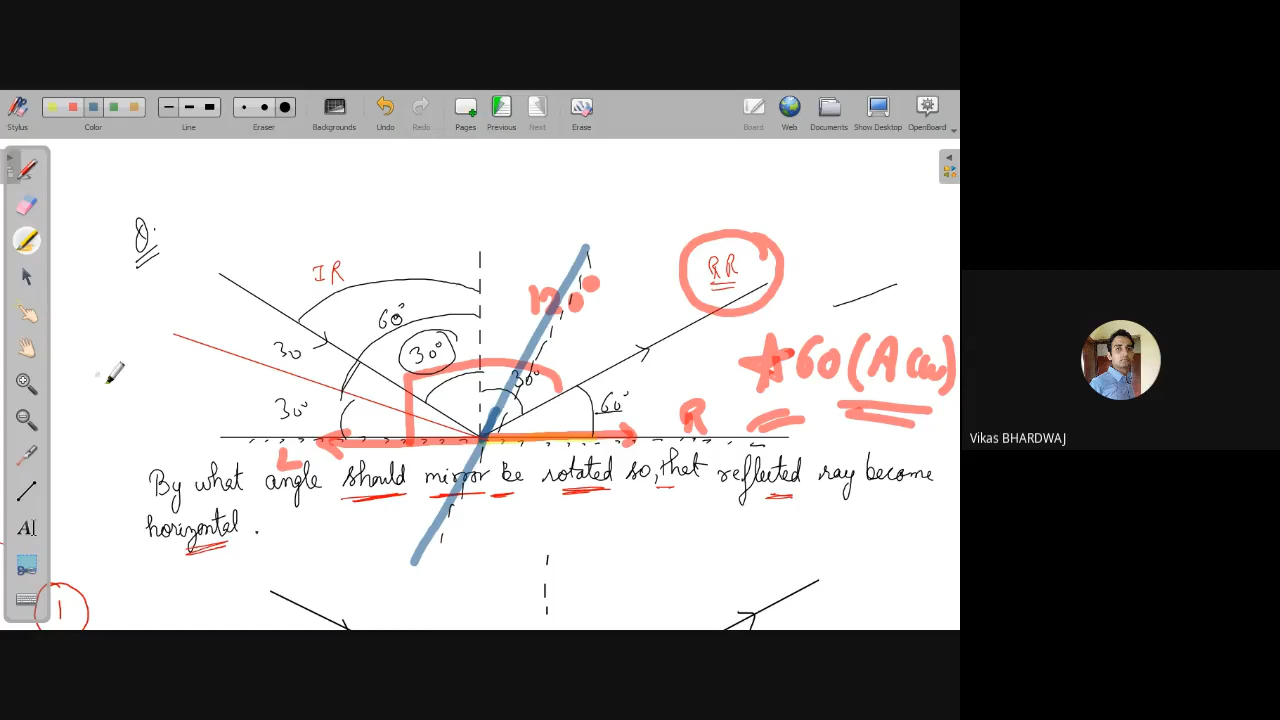 Stylus
Color
Line
Eraser
Backgrounds
Undo
Redo
Pages
Previous
Next
Erase
Board
Web
Documents
Show Desktop
OpenBoard
Q.
IR
RR
120°
60°
30
30°
30°
60 (Acw)
30°
60°
R
L
By what angle should mirror be rotated so, that reflected ray become
horizontal .
A
1
Vikas BHARDWAJ